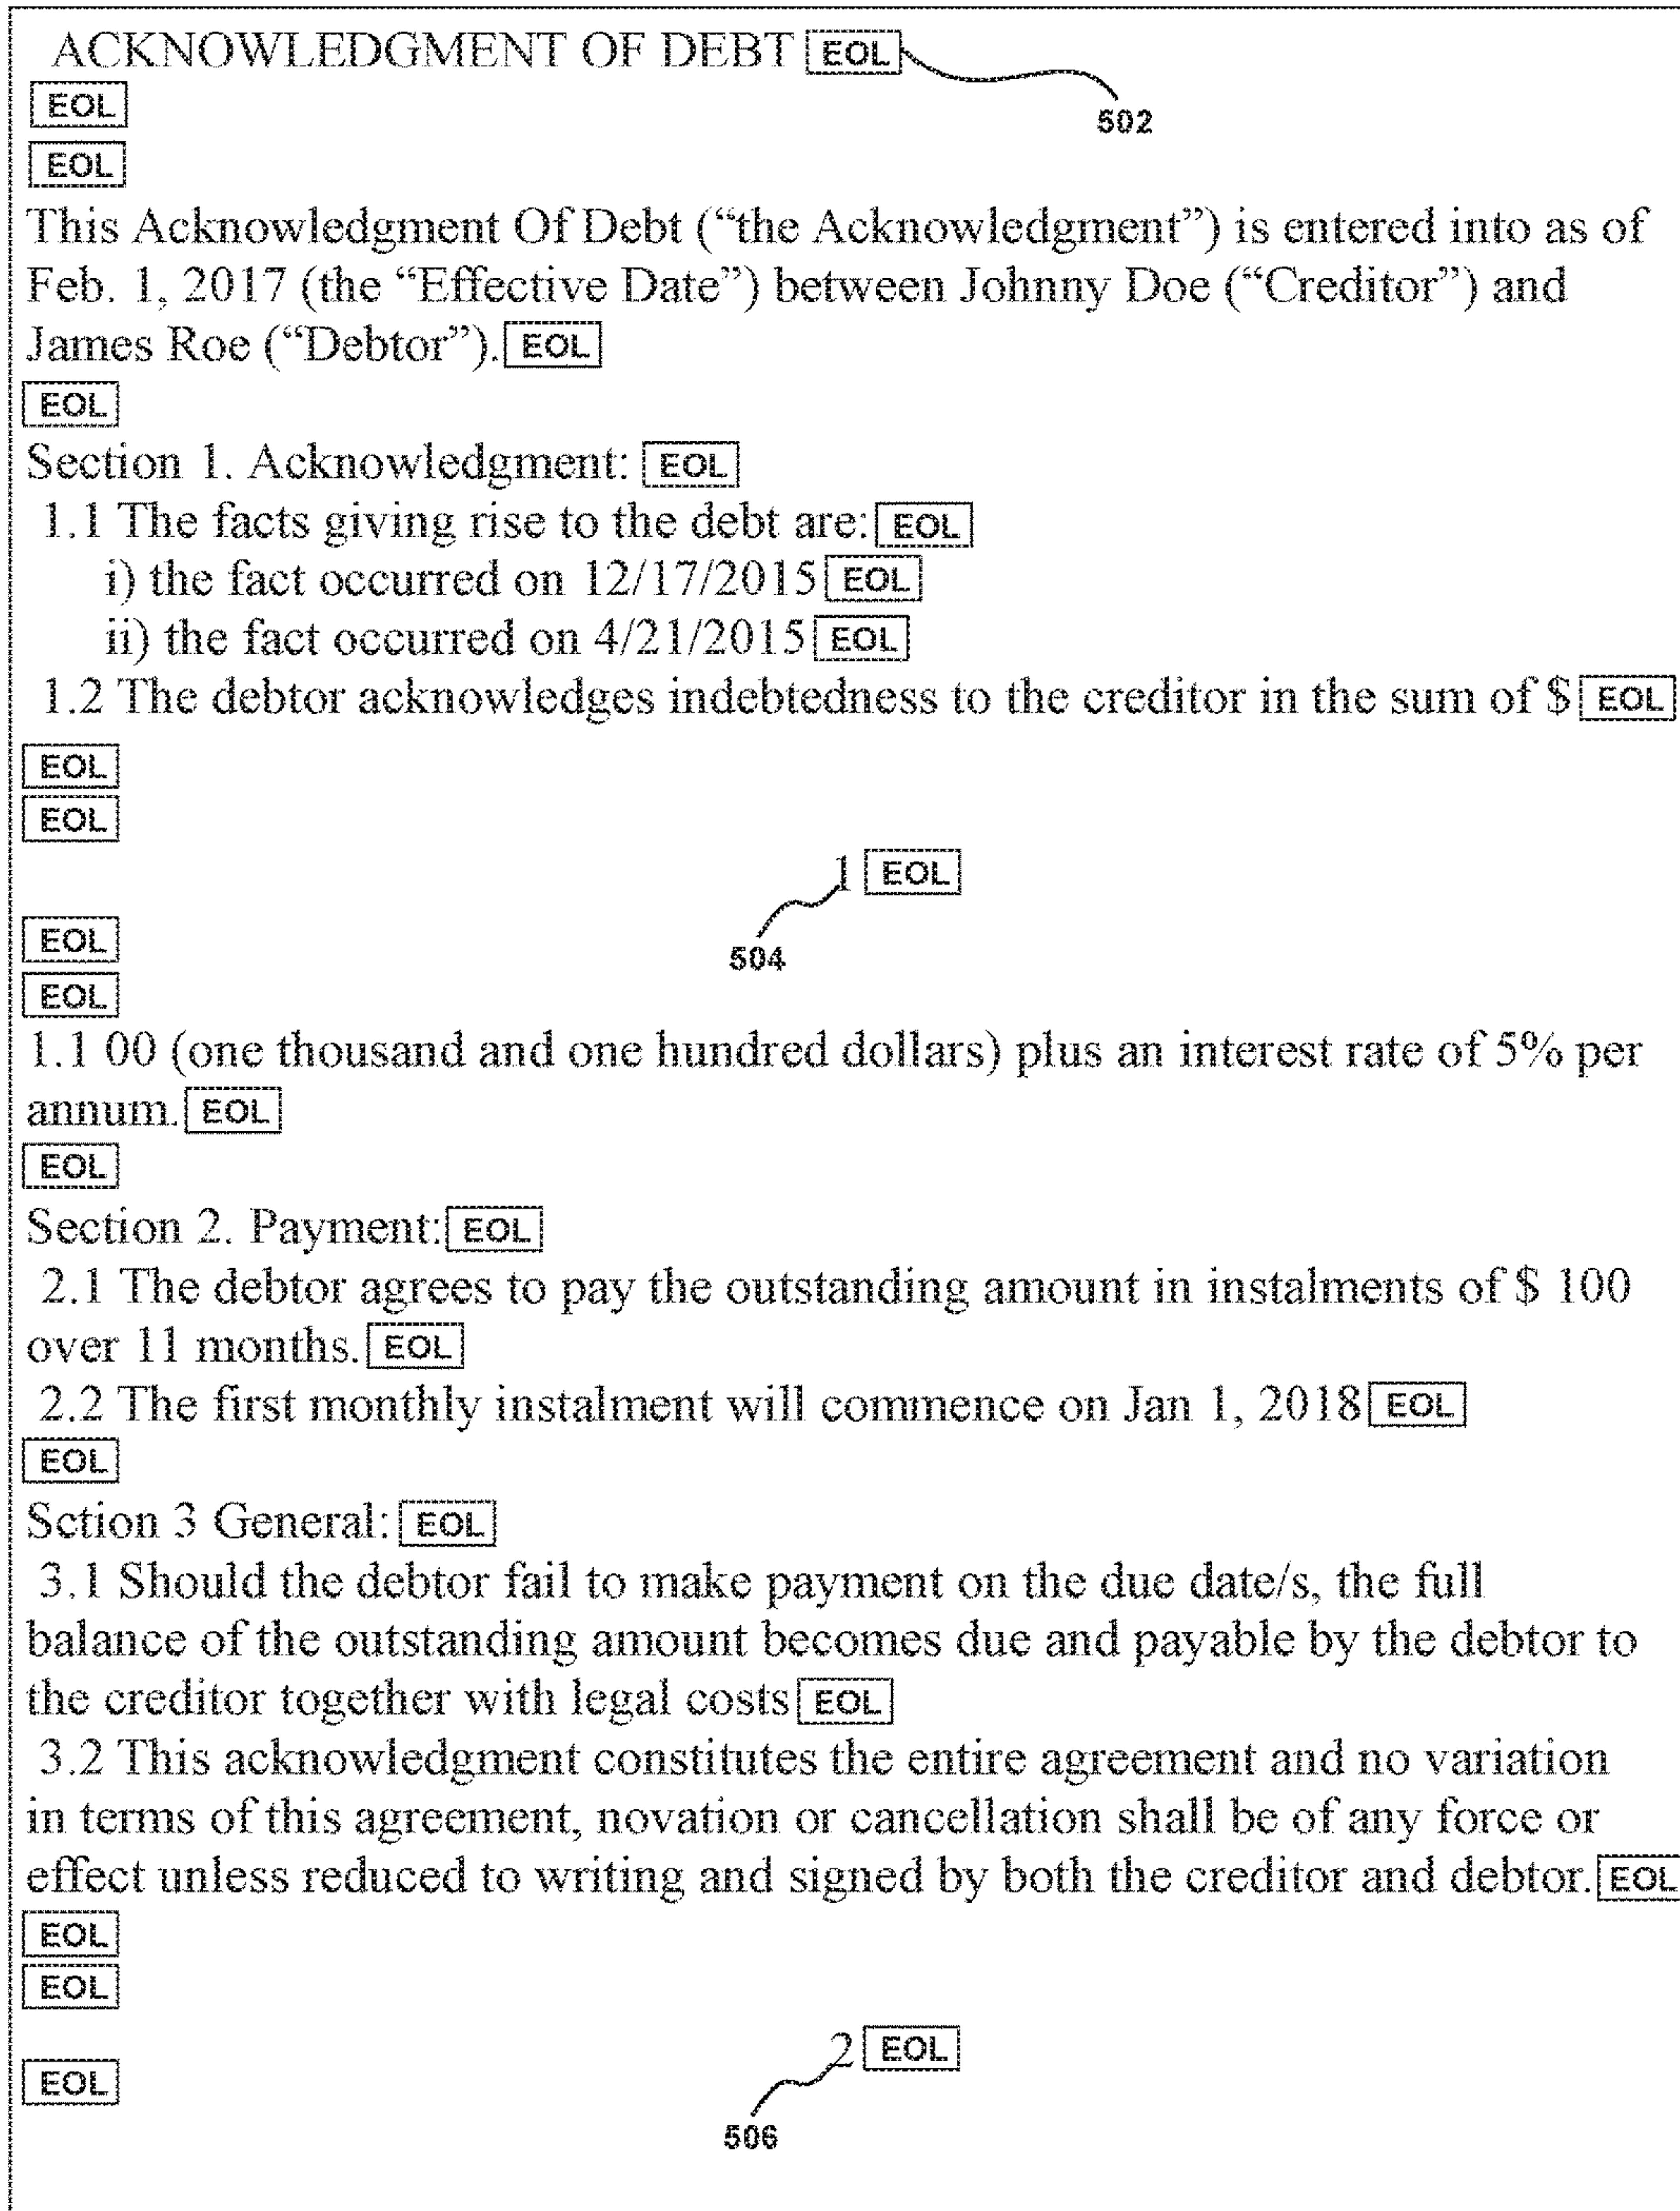 ACKNOWLEDGMENT OF DEBT EOL
EOL
502
EOL
This Acknowledgment Of Debt (“the Acknowledgment”) is entered into as of
Feb. 1, 2017 (the “Effective Date”) between Johnny Doe (“Creditor”) and
James Roe (“Debtor”). EOL
EOL
Section 1. Acknowledgment: EOL
1.1 The facts giving rise to the debt are: EOL
i) the fact occurred on 12/17/2015 EOL
ii) the fact occurred on 4/21/2015 EOL
1.2 The debtor acknowledges indebtedness to the creditor in the sum of $ EOL
EOL
EOL
1 EOL
EOL
504
EOL
1.1 00 (one thousand and one hundred dollars) plus an interest rate of 5% per
annum. EOL
EOL
Section 2. Payment: EOL
2.1 The debtor agrees to pay the outstanding amount in instalments of $ 100
over 11 months. EOL
2.2 The first monthly instalment will commence on Jan 1, 2018 EOL
EOL
Sction 3 General: EOL
3.1 Should the debtor fail to make payment on the due date/s, the full
balance of the outstanding amount becomes due and payable by the debtor to
the creditor together with legal costs EOL
3.2 This acknowledgment constitutes the entire agreement and no variation
in terms of this agreement, novation or cancellation shall be of any force or
effect unless reduced to writing and signed by both the creditor and debtor. EOL
EOL
EOL
2 EOL
EOL
506